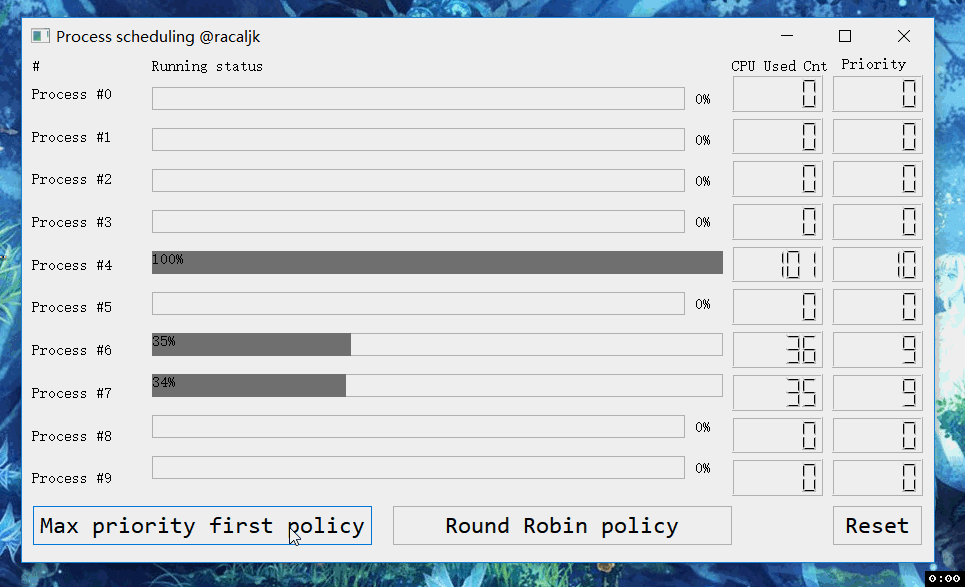 Process scheduling @racaljk
# Running status CPU Used Cnt Priority
Process #0 0% 0 0
Process #1 0% 0 0
Process #2 0% 0 0
Process #3 0% 0 0
Process #4 100% 101 10
Process #5 0% 0 0
Process #6 35% 36 9
Process #7 34% 35 9
Process #8 0% 0 0
Process #9 0% 0 0
Max priority first policy Round Robin policy Reset
0:00